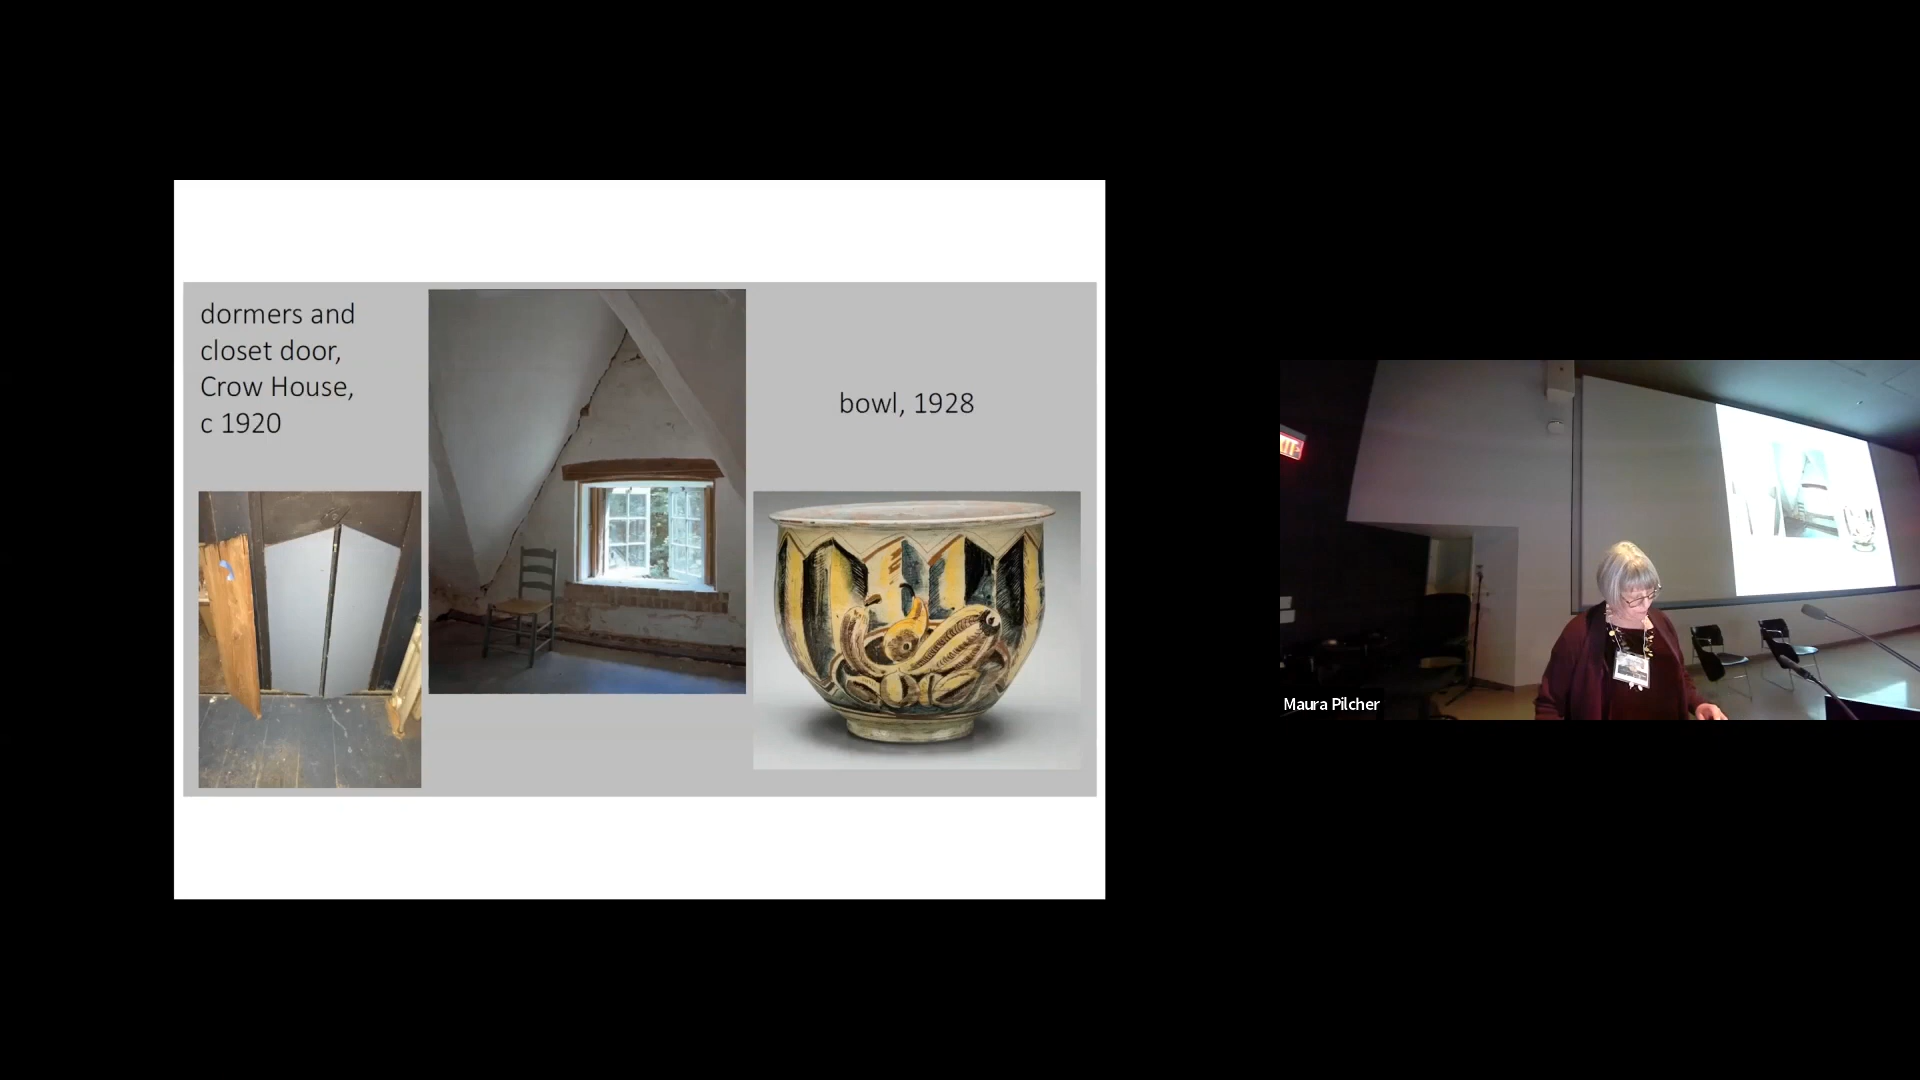 dormers and
closet door,
Crow House,
c 1920
bowl, 1928
Maura Pilcher